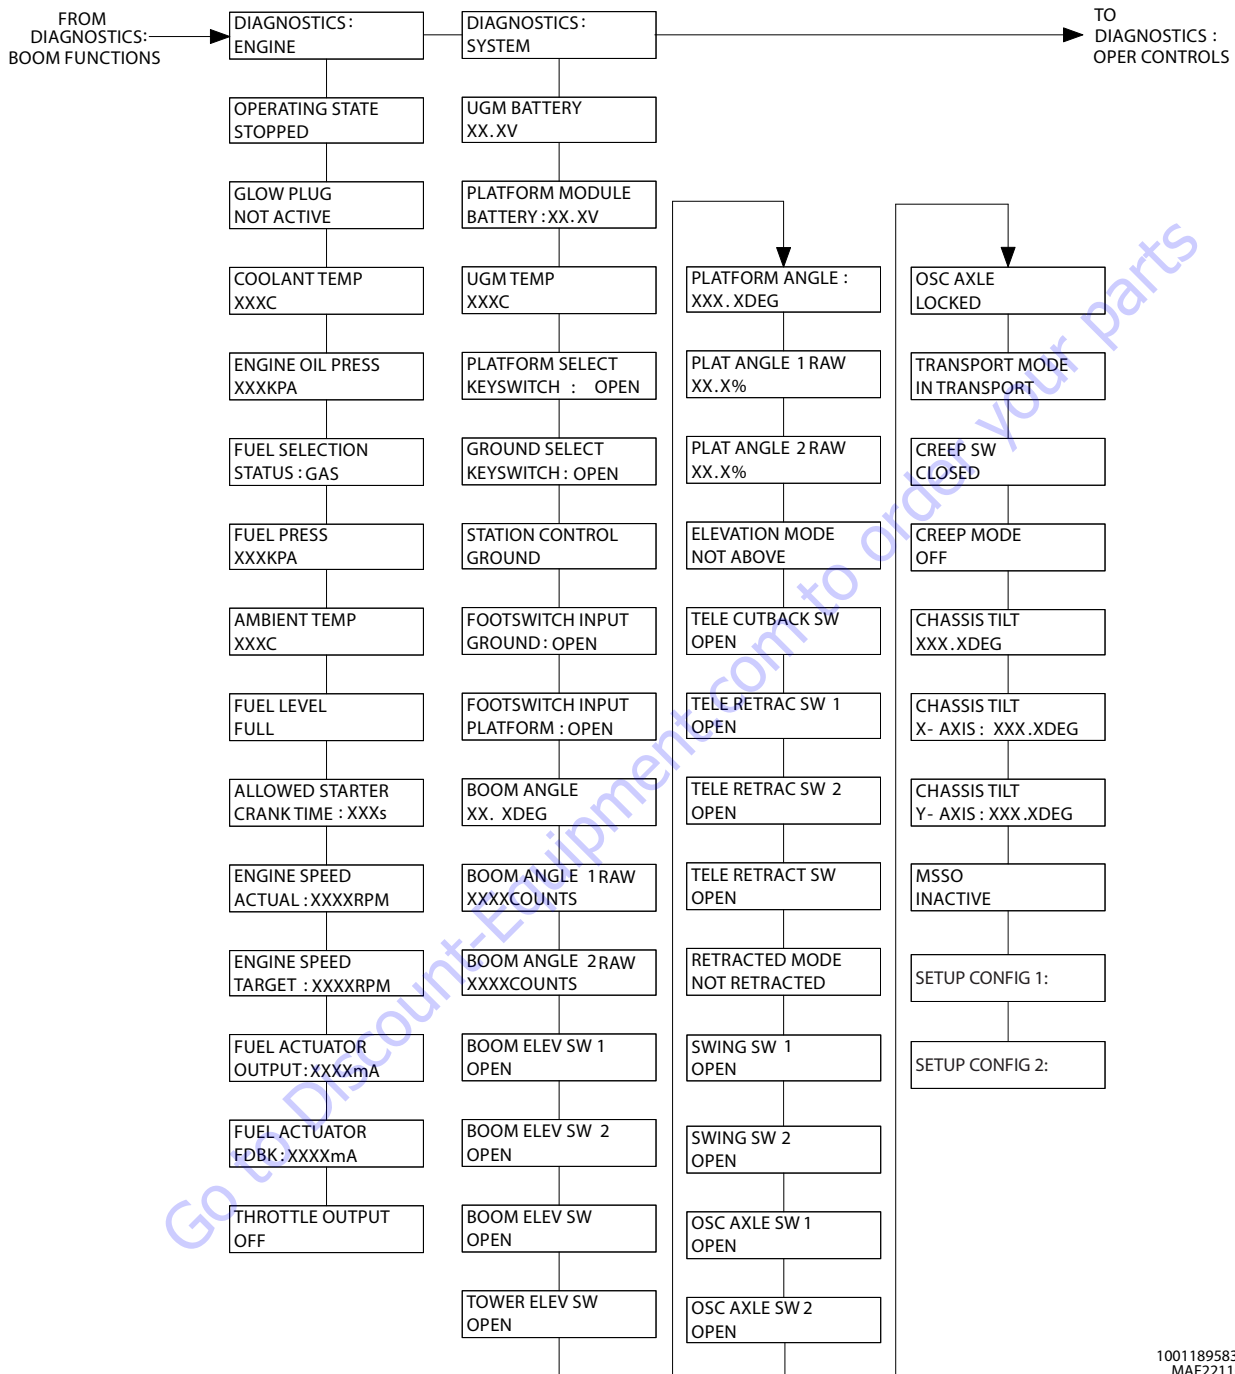 FROM
DIAGNOSTICS:
BOOM FUNCTIONS
DIAGNOSTICS:
ENGINE
DIAGNOSTICS:
SYSTEM
TO
DIAGNOSTICS :
OPER CONTROLS
OPERATING STATE
STOPPED
GLOW PLUG
NOT ACTIVE
COOLANT TEMP
XXXC
ENGINE OIL PRESS
XXXKPA
FUEL SELECTION
STATUS : GAS
FUEL PRESS
XXXKPA
AMBIENT TEMP
XXXC
FUEL LEVEL
FULL
ALLOWED STARTER
CRANK TIME : XXXs
ENGINE SPEED
ACTUAL : XXXXRPM
ENGINE SPEED
TARGET : XXXXRPM
FUEL ACTUATOR
OUTPUT: XXXXmA
FUEL ACTUATOR
FDBK: XXXXmA
THROTTLE OUTPUT
OFF
UGM BATTERY
XX.XV
PLATFORM MODULE
BATTERY :XX.XV
UGM TEMP
XXXC
PLATFORM SELECT
KEYSWITCH : OPEN
GROUND SELECT
KEYSWITCH : OPEN
STATION CONTROL
GROUND
FOOTSWITCH INPUT
GROUND: OPEN
FOOTSWITCH INPUT
PLATFORM : OPEN
BOOM ANGLE
XX. XDEG
BOOM ANGLE 1 RAW
XXXXCOUNTS
BOOM ANGLE 2 RAW
XXXXCOUNTS
BOOM ELEV SW 1
OPEN
BOOM ELEV SW 2
OPEN
BOOM ELEV SW
OPEN
TOWER ELEV SW
OPEN
PLATFORM ANGLE :
XXX. XDEG
PLAT ANGLE 1 RAW
XX.X%
PLAT ANGLE 2 RAW
XX.X%
ELEVATION MODE
NOT ABOVE
TELE CUTBACK SW
OPEN
TELE RETRAC SW 1
OPEN
TELE RETRAC SW 2
OPEN
TELE RETRACT SW
OPEN
RETRACTED MODE
NOT RETRACTED
SWING SW 1
OPEN
SWING SW 2
OPEN
OSC AXLE SW 1
OPEN
OSC AXLE SW 2
OPEN
OSC AXLE
LOCKED
TRANSPORT MODE
IN TRANSPORT
CREEP SW
CLOSED
CREEP MODE
OFF
CHASSIS TILT
XXX.XDEG
CHASSIS TILT
X- AXIS : XXX .XDEG
CHASSIS TILT
Y- AXIS : XXX .XDEG
MSSO
INACTIVE
SETUP CONFIG 1:
SETUP CONFIG 2:
Go to Discount-Equipment.com to order your parts
1001189583
MAF2211